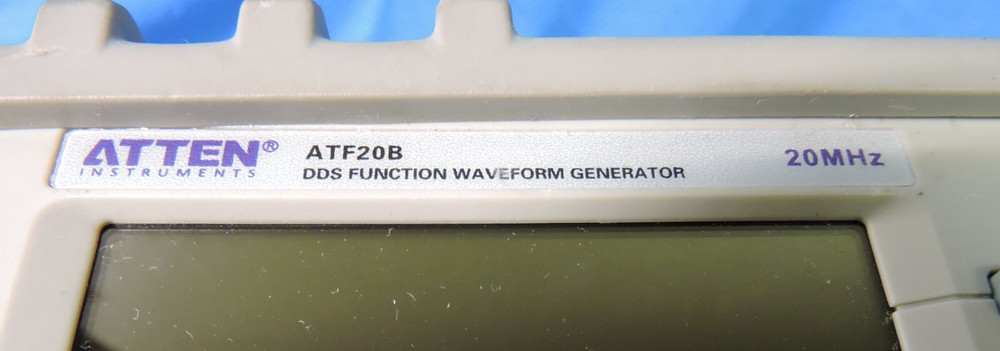 ATTEN®
INSTRUMENTS
ATF20B
DDS FUNCTION WAVEFORM GENERATOR
20MHz